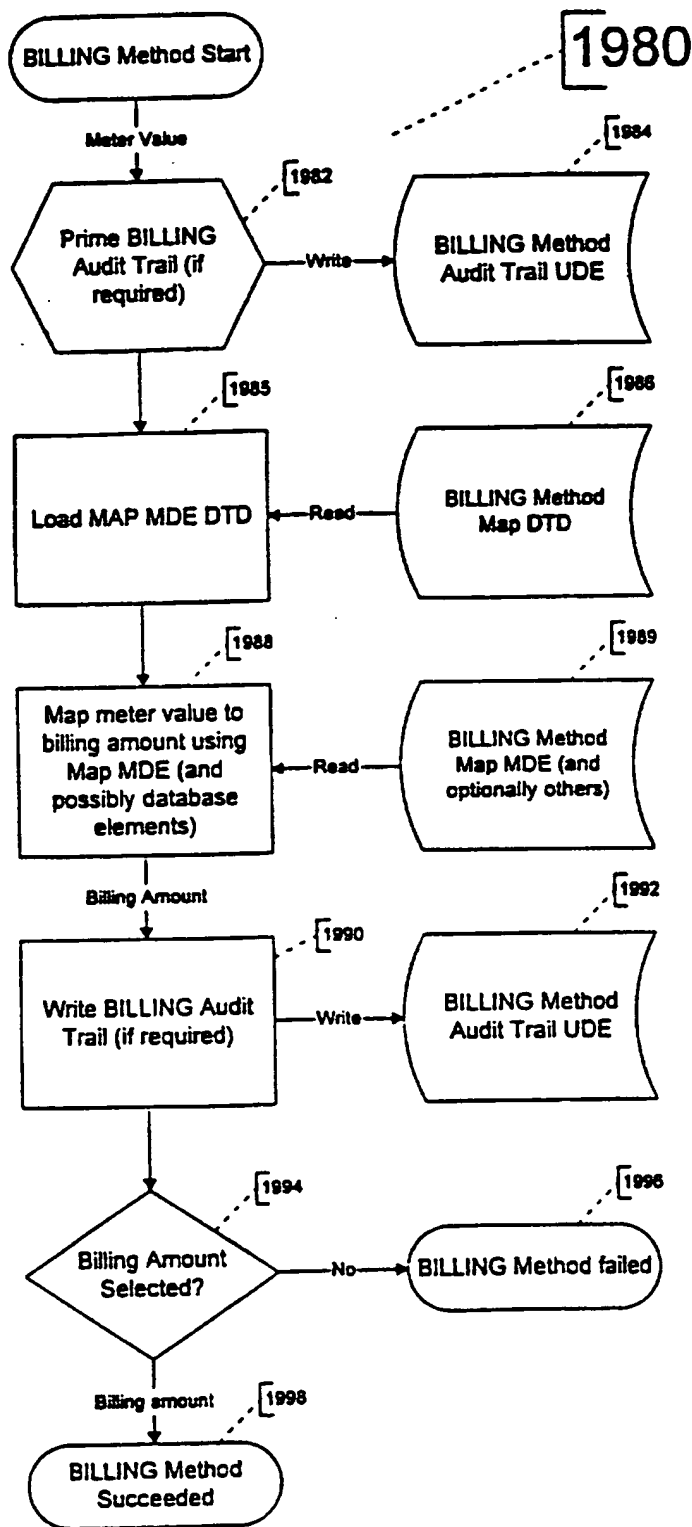 BILLING Method Start
1980
Meter Value
1982
1984
Prime BILLING
Audit Trail (if
required)
Write
BILLING Method
Audit Trail UDE
1985
1986
Load MAP MDE DTD
Read
BILLING Method
Map DTD
1988
1989
Map meter value to
billing amount using
Map MDE (and
possibly database
elements)
Read
BILLING Method
Map MDE (and
optionally others)
Billing Amount
1990
1992
Write BILLING Audit
Trail (if required)
Write
BILLING Method
Audit Trail UDE
1994
1996
Billing Amount
Selected?
No
BILLING Method failed
Billing amount
1998
BILLING Method
Succeeded